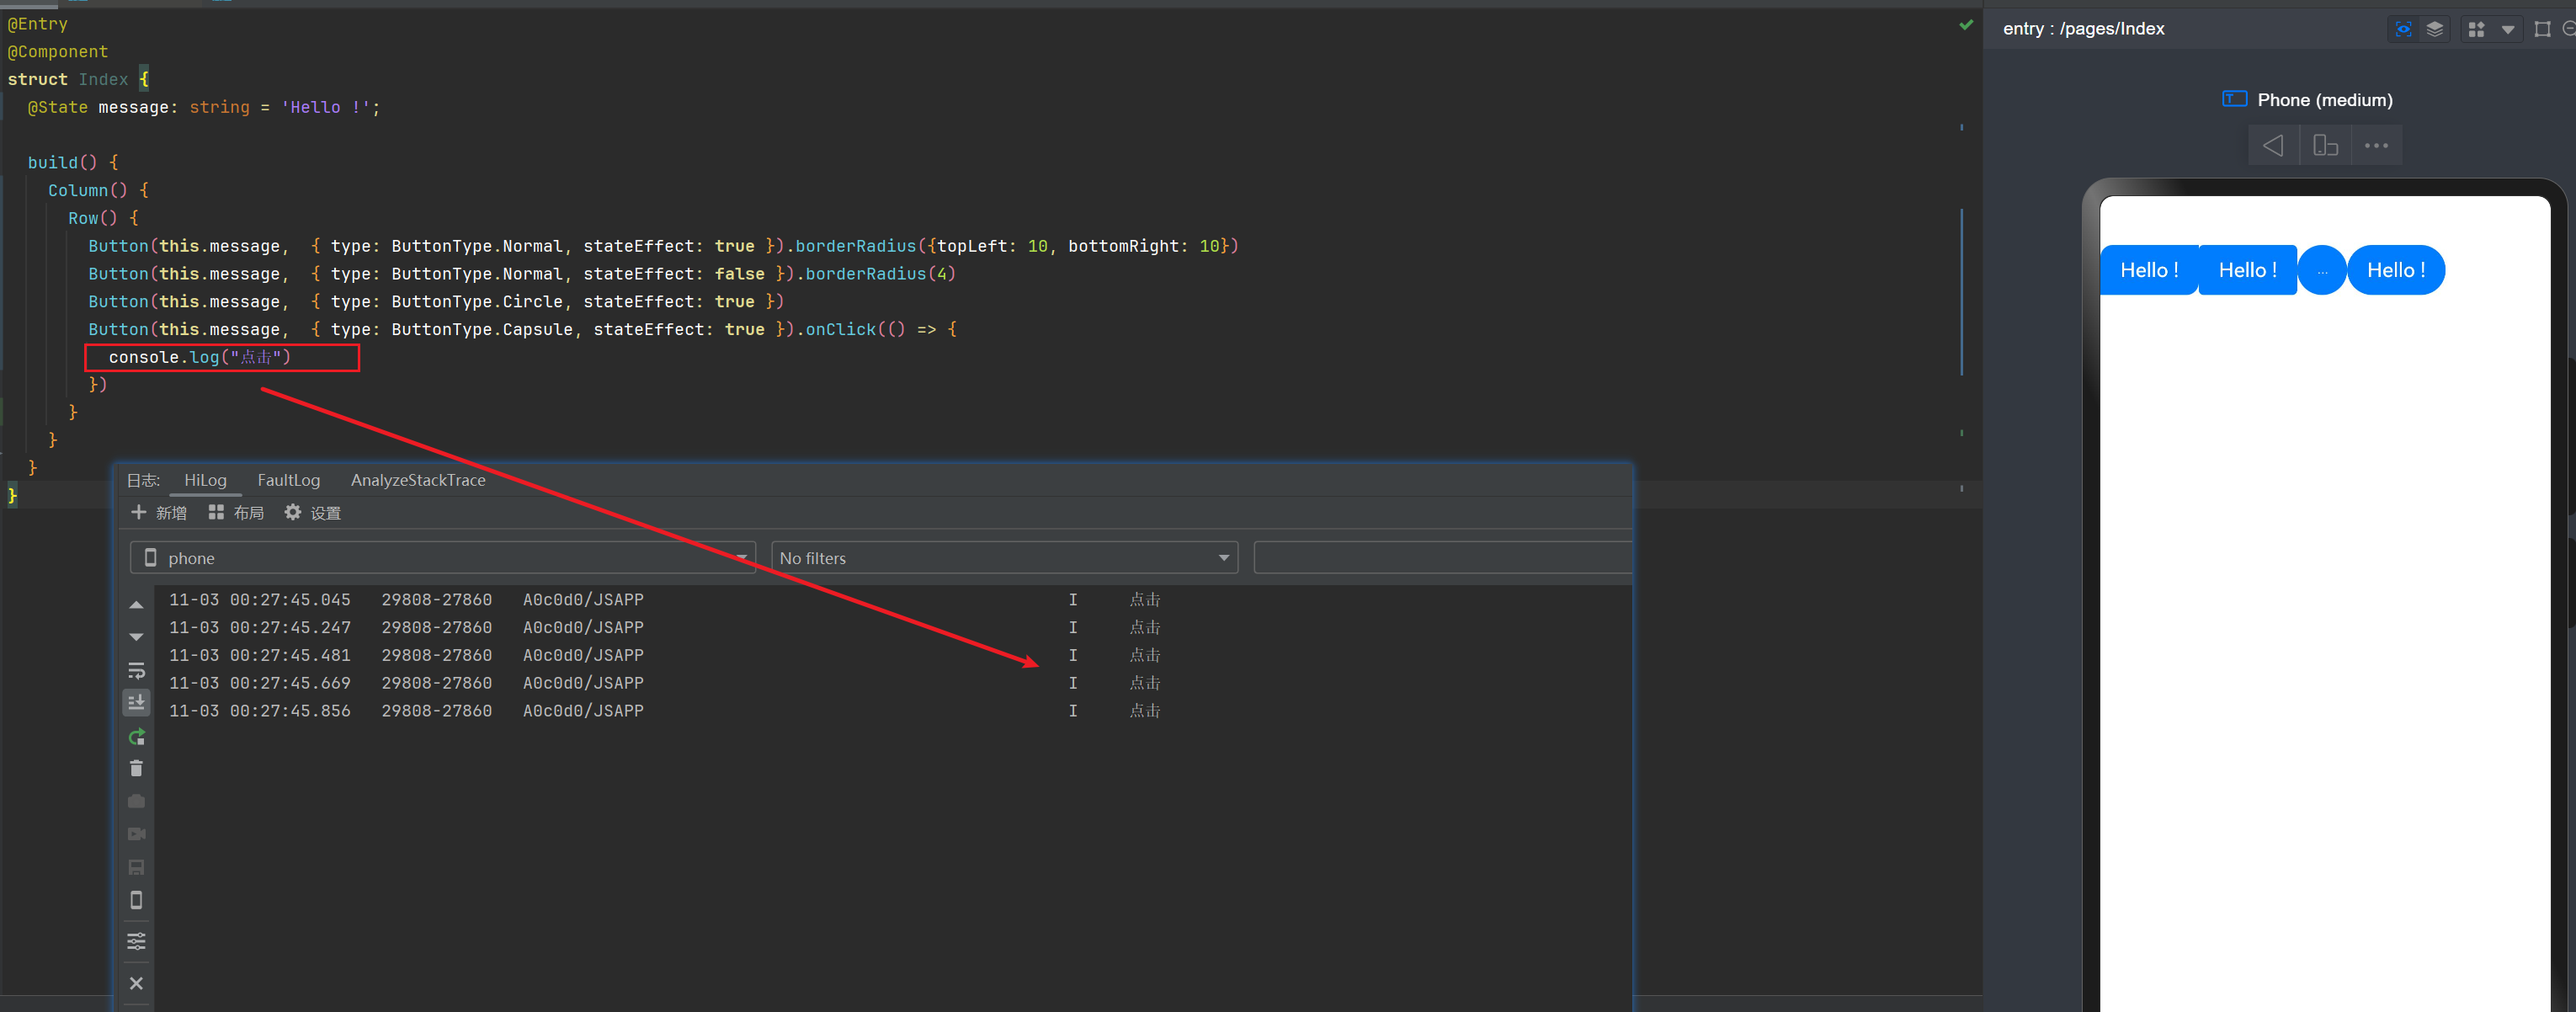 @Entry
@Component
struct Index {
@State message: string = 'Hello !';
build() {
Column() {
Row() {
Button(this.message,  { type: ButtonType.Normal, stateEffect: true }).borderRadius({topLeft: 10, bottomRight: 10})
Button(this.message,  { type: ButtonType.Normal, stateEffect: false }).borderRadius(4)
Button(this.message,  { type: ButtonType.Circle, stateEffect: true })
Button(this.message,  { type: ButtonType.Capsule, stateEffect: true }).onClick(() => {
console.log("点击")
})
}
}
}
}
日志: HiLog FaultLog AnalyzeStackTrace
新增 布局 设置
phone No filters
11-03 00:27:45.045 29808-27860 A0c0d0/JSAPP I 点击
11-03 00:27:45.247 29808-27860 A0c0d0/JSAPP I 点击
11-03 00:27:45.481 29808-27860 A0c0d0/JSAPP I 点击
11-03 00:27:45.669 29808-27860 A0c0d0/JSAPP I 点击
11-03 00:27:45.856 29808-27860 A0c0d0/JSAPP I 点击
entry : /pages/Index
Phone (medium)
Hello ! Hello ! ... Hello !